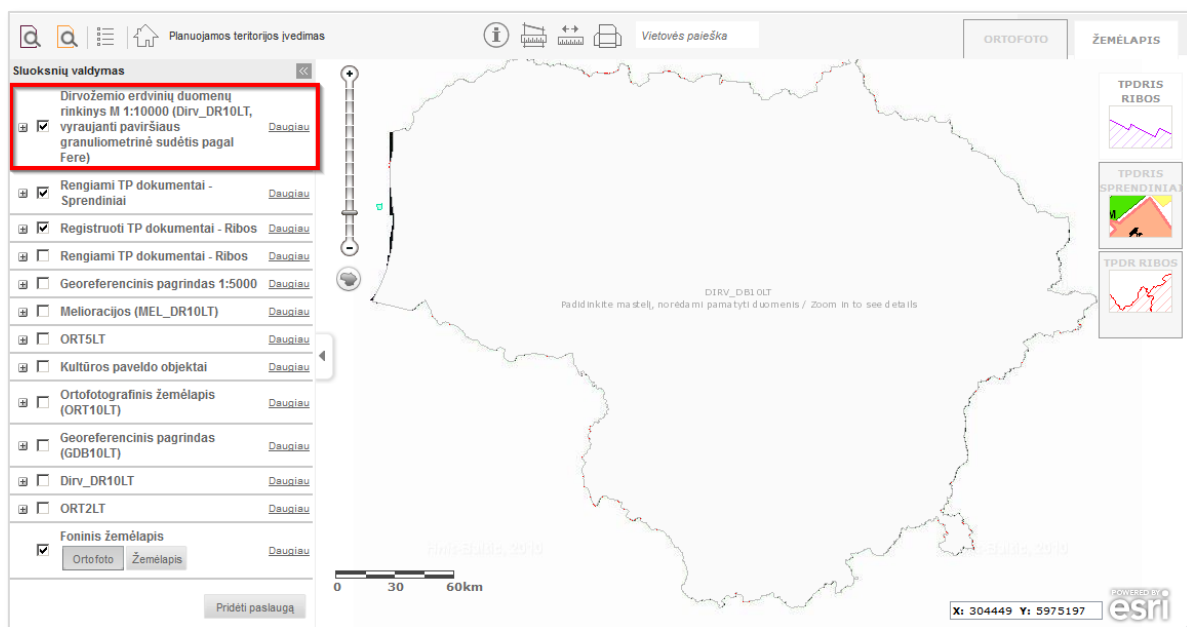 Planuojamos teritorijos įvedimas
Vietovės paieška
ORTOFOTO
ŽEMĖLAPIS
Sluoksnių valdymas
Dirvožemio erdvinių duomenų
rinkinys M 1:10000 (Dirv_DR10LT,
vyraujanti paviršiaus
granuliometrinė sudėtis pagal
Fere)
Daugiau
Rengiami TP dokumentai -
Sprendiniai
Daugiau
Registruoti TP dokumentai - Ribos
Daugiau
Rengiami TP dokumentai - Ribos
Daugiau
Georeferencinis pagrindas 1:5000
Daugiau
Melioracijos (MEL_DR10LT)
Daugiau
ORT5LT
Daugiau
Kultūros paveldo objektai
Daugiau
Ortofotografinis žemėlapis
(ORT10LT)
Daugiau
Georeferencinis pagrindas
(GDB10LT)
Daugiau
Dirv_DR10LT
Daugiau
ORT2LT
Daugiau
Foninis žemėlapis
Ortofoto
Žemėlapis
Daugiau
Pridėti paslaugą
DIRV_DB10LT
Padidinkite mastelį, norėdami pamatyti duomenis / Zoom in to see details
TPDRIS
RIBOS
TPDRIS
SPRENDINIAI
M
TPDR RIBOS
0 30 60km
X: 304449 Y: 5975197
POWERED BY
esri